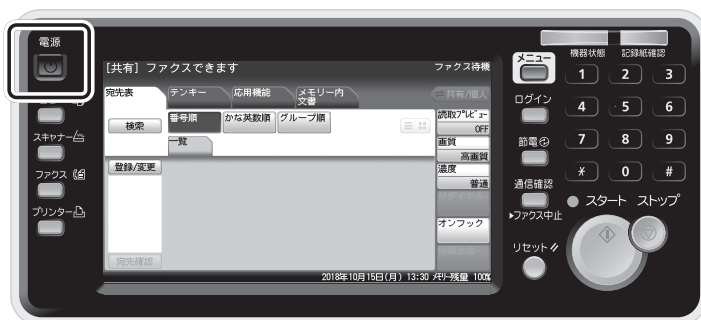 電源
スキャナー
ファクス
プリンター
[共有] ファクスできます
ファクス待機
宛先表
テンキー
応用機能
メモリー内
文書
共有/個人
検索
番号順
かな英数順
グループ順
一覧
登録/変更
宛先確認
読取プレビュー
OFF
画質
高画質
濃度
普通
オンフック
2018年10月15日(月) 13:30 メモリー残量 100%
メニュー
機器状態
記録紙確認
1
2
3
ログイン
4
5
6
節電
7
8
9
通信確認
*
0
#
▶ファクス中止
スタート
ストップ
リセット